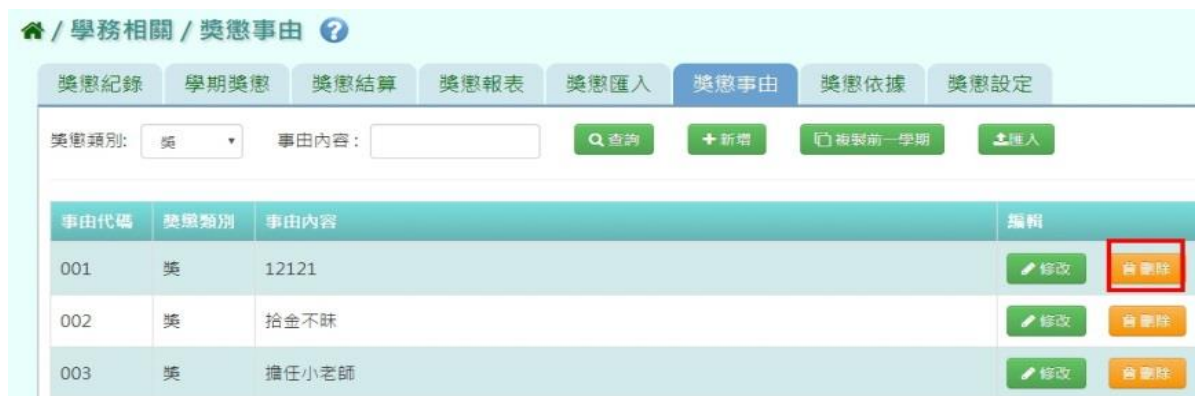 / 學務相關 / 獎懲事由 ?
獎懲紀錄 學期獎懲 獎懲結算 獎懲報表 獎懲匯入 獎懲事由 獎懲依據 獎懲設定
獎懲類別: 獎 事由內容: 查詢 新增 複製前一學期 匯入
事由代碼 獎懲類別 事由內容 編輯
001 獎 12121 修改 刪除
002 獎 拾金不昧 修改 刪除
003 獎 擔任小老師 修改 刪除